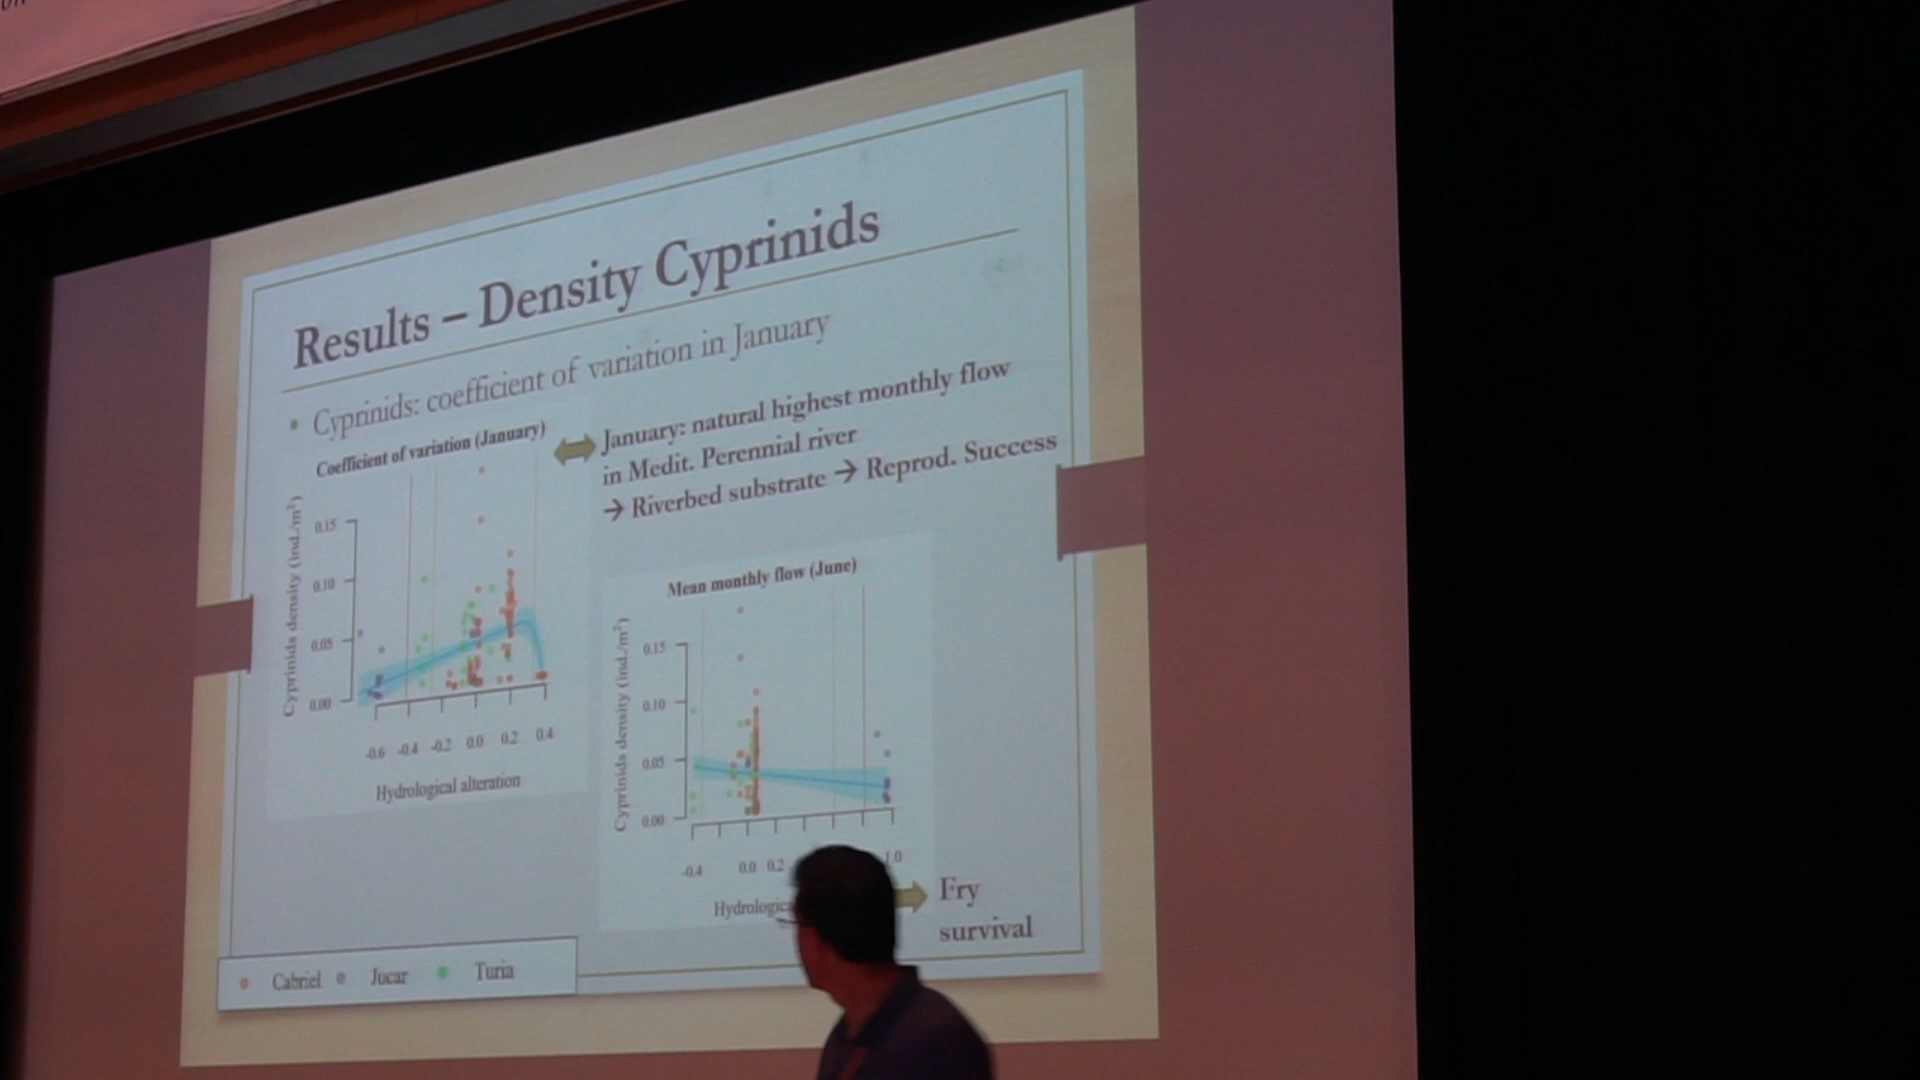 Results – Density Cyprinids
• Cyprinids: coefficient of variation in January
Coefficient of variation (January)
January: natural highest monthly flow
in Medit. Perennial river
→ Riverbed substrate → Reprod. Success
Cyprinids density (ind./m²)
0.15
0.10
0.05
0.00
-0.6 -0.4 -0.2 0.0 0.2 0.4
Hydrological alteration
Mean monthly flow (June)
Cyprinids density (ind./m²)
0.15
0.10
0.05
0.00
-0.4 0.0 0.2 1.0
Fry
survival
Cabriel Jucar Turia